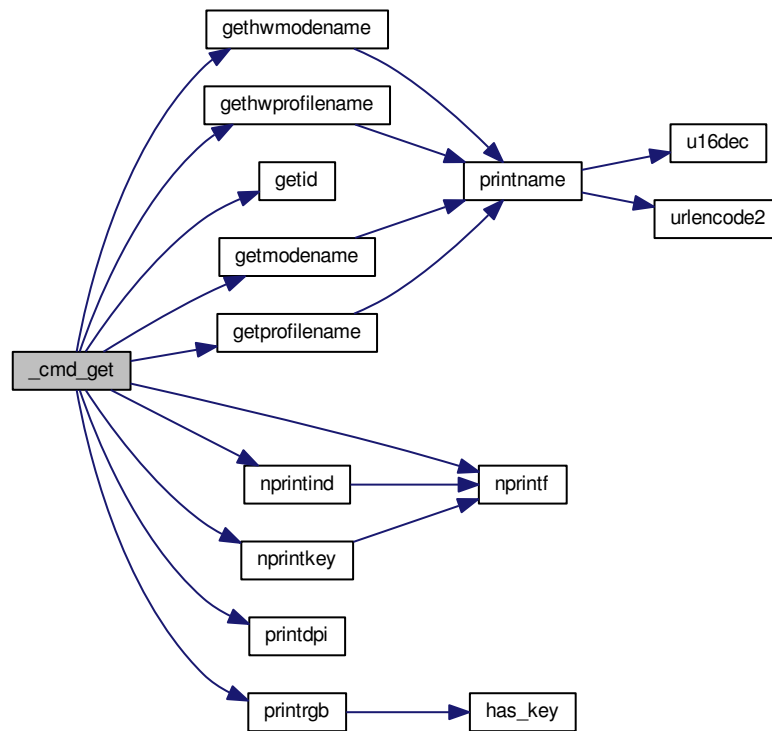 gethwmodename
gethwprofilename
u16dec
getid
printname
urlencode2
getmodename
getprofilename
_cmd_get
nprintind
nprintf
nprintkey
printdpi
printrgb
has_key